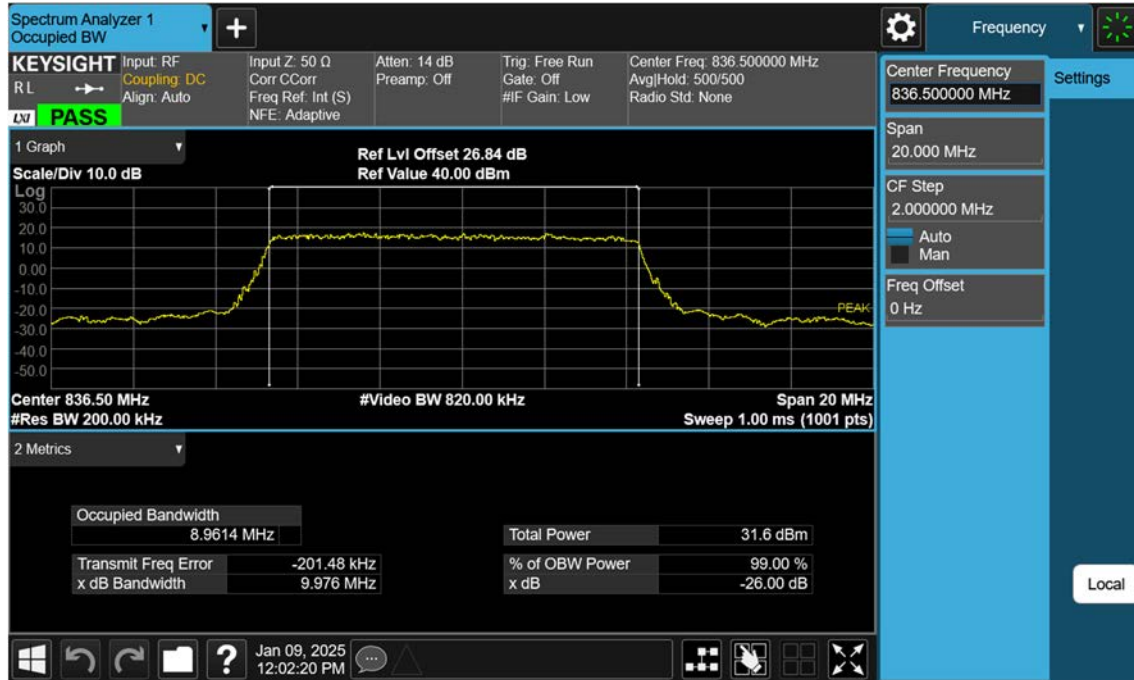 Spectrum Analyzer 1
Occupied BW
Frequency
KEYSIGHT
RL
LXI
PASS
Input: RF
Coupling: DC
Align: Auto
Input Z: 50 Ω
Corr CCorr
Freq Ref: Int (S)
NFE: Adaptive
Atten: 14 dB
Preamp: Off
Trig: Free Run
Gate: Off
#IF Gain: Low
Center Freq: 836.500000 MHz
Avg|Hold: 500/500
Radio Std: None
Center Frequency
836.500000 MHz
Settings
Span
20.000 MHz
CF Step
2.000000 MHz
Auto
Man
Freq Offset
0 Hz
Local
1 Graph
Scale/Div 10.0 dB
Ref Lvl Offset 26.84 dB
Ref Value 40.00 dBm
Log
30.0
20.0
10.0
0.00
-10.0
-20.0
-30.0
-40.0
-50.0
PEAK
Center 836.50 MHz
#Video BW 820.00 kHz
Span 20 MHz
#Res BW 200.00 kHz
Sweep 1.00 ms (1001 pts)
2 Metrics
Occupied Bandwidth
8.9614 MHz
Total Power 31.6 dBm
Transmit Freq Error -201.48 kHz
% of OBW Power 99.00 %
x dB Bandwidth 9.976 MHz
x dB -26.00 dB
?
Jan 09, 2025
12:02:20 PM